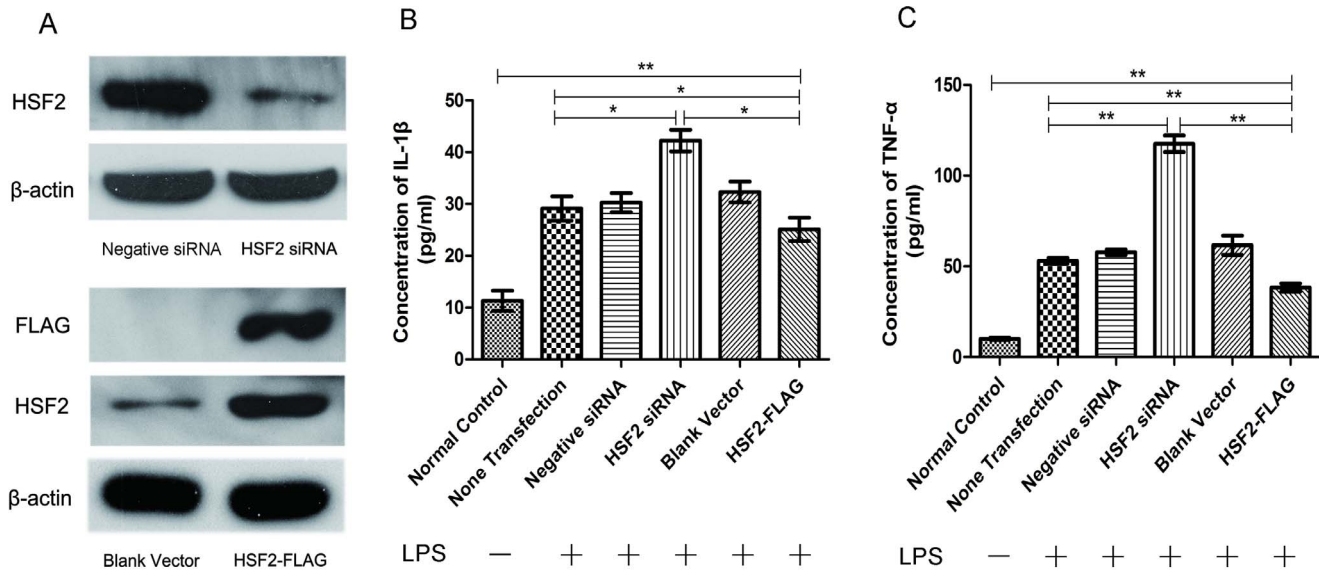 A
HSF2
β-actin
Negative siRNA HSF2 siRNA
FLAG
HSF2
β-actin
Blank Vector HSF2-FLAG
B
Concentration of IL-1β
(pg/ml)
50
40
30
20
10
0
**
*
* *
Normal Control
None Transfection
Negative siRNA
HSF2 siRNA
Blank Vector
HSF2-FLAG
LPS — + + + + +
C
Concentration of TNF-α
(pg/ml)
150
100
50
0
**
**
** **
Normal Control
None Transfection
Negative siRNA
HSF2 siRNA
Blank Vector
HSF2-FLAG
LPS — + + + + +